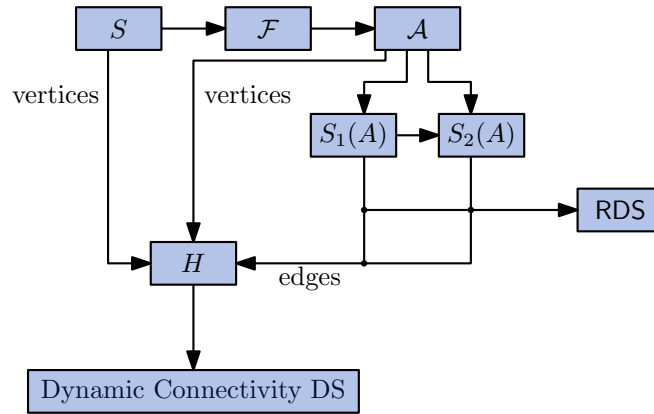 S
𝓕
𝓐
vertices
vertices
S₁(A)
S₂(A)
RDS
H
edges
Dynamic Connectivity DS